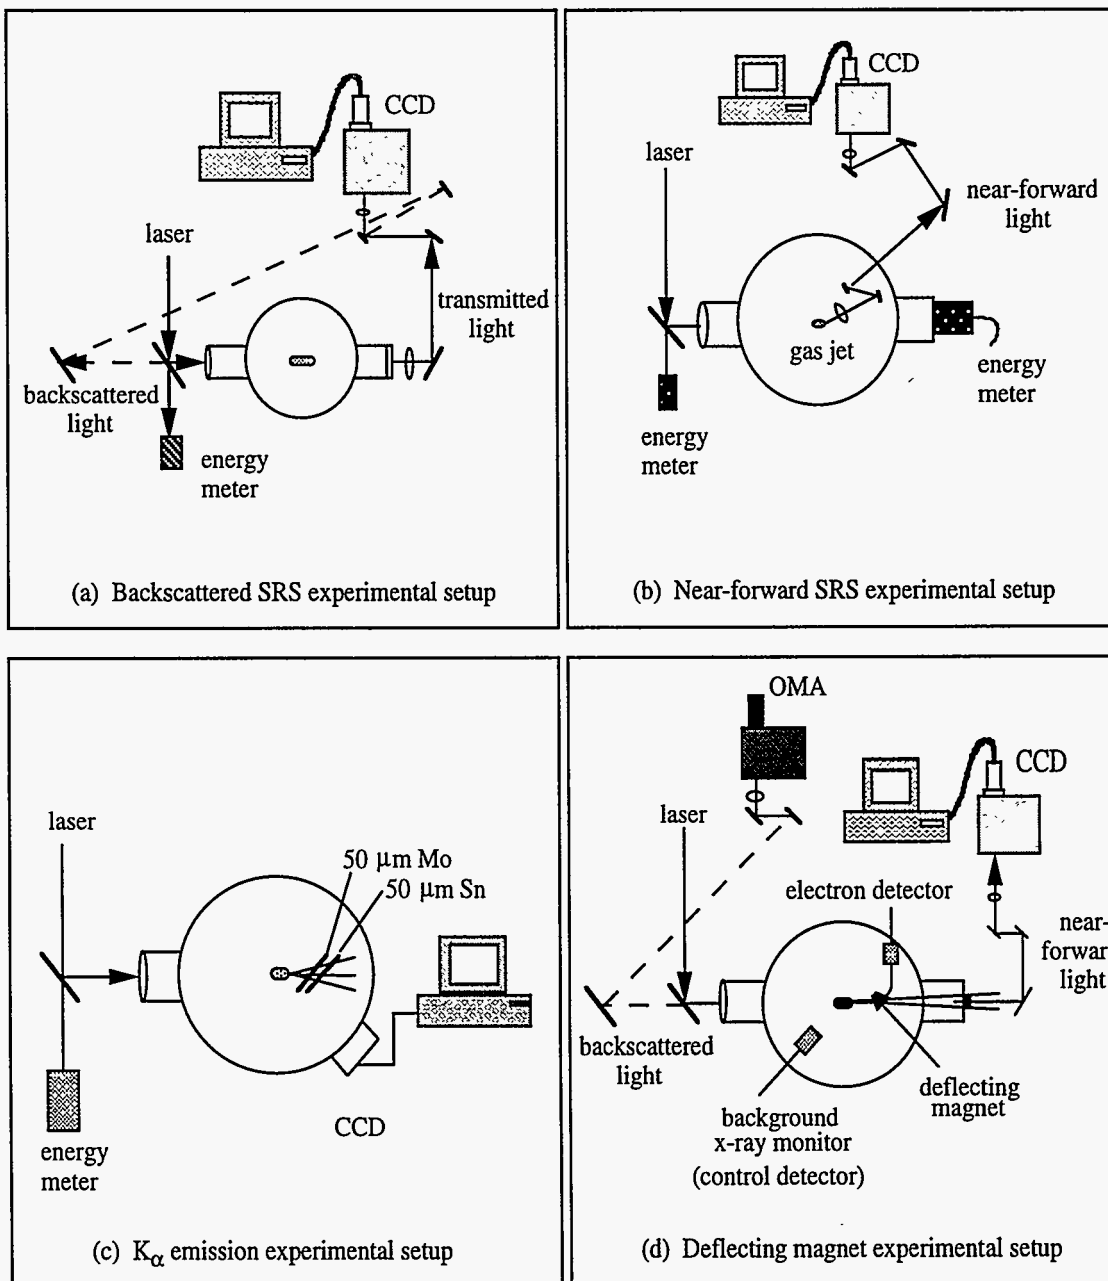 CCD
laser
transmitted
light
backscattered
light
energy
meter
(a) Backscattered SRS experimental setup
CCD
laser
near-forward
light
gas jet
energy
meter
energy
meter
(b) Near-forward SRS experimental setup
laser
50 μm Mo
50 μm Sn
CCD
energy
meter
(c) Kα emission experimental setup
OMA
CCD
laser
electron detector
near-
forwar
light
backscattered
light
deflecting
magnet
background
x-ray monitor
(control detector)
(d) Deflecting magnet experimental setup